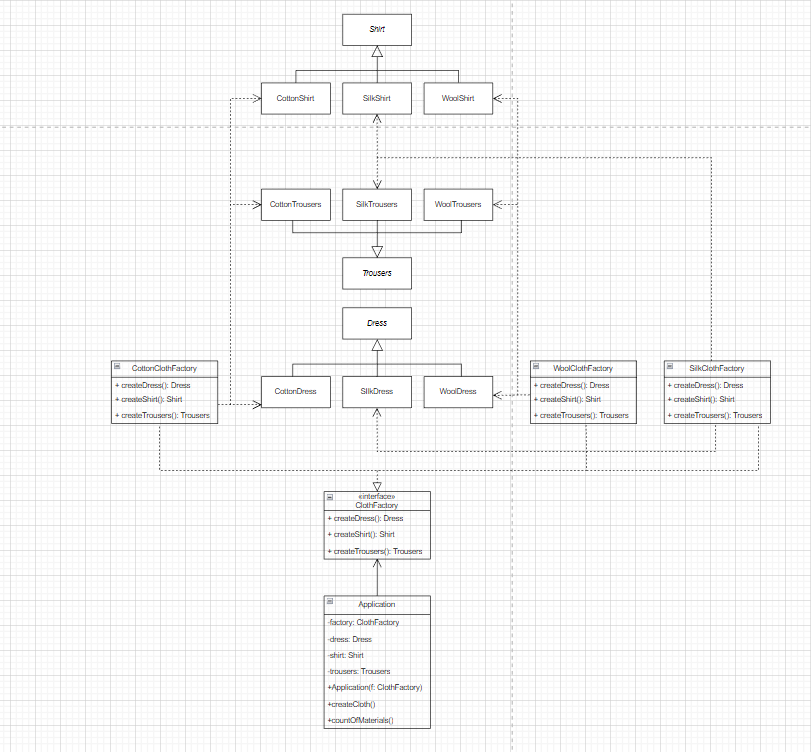 Shirt
CottonShirt
SilkShirt
WoolShirt
CottonTrousers
SilkTrousers
WoolTrousers
Trousers
Dress
CottonDress
SIlkDress
WoolDress
CottonClothFactory
+ createDress(): Dress
+ createShirt(): Shirt
+ createTrousers(): Trousers
WoolClothFactory
+ createDress(): Dress
+ createShirt(): Shirt
+ createTrousers(): Trousers
SilkClothFactory
+ createDress(): Dress
+ createShirt(): Shirt
+ createTrousers(): Trousers
«interface»
ClothFactory
+ createDress(): Dress
+ createShirt(): Shirt
+ createTrousers(): Trousers
Application
-factory: ClothFactory
-dress: Dress
-shirt: Shirt
-trousers: Trousers
+Application(f: ClothFactory)
+createCloth()
+countOfMaterials()